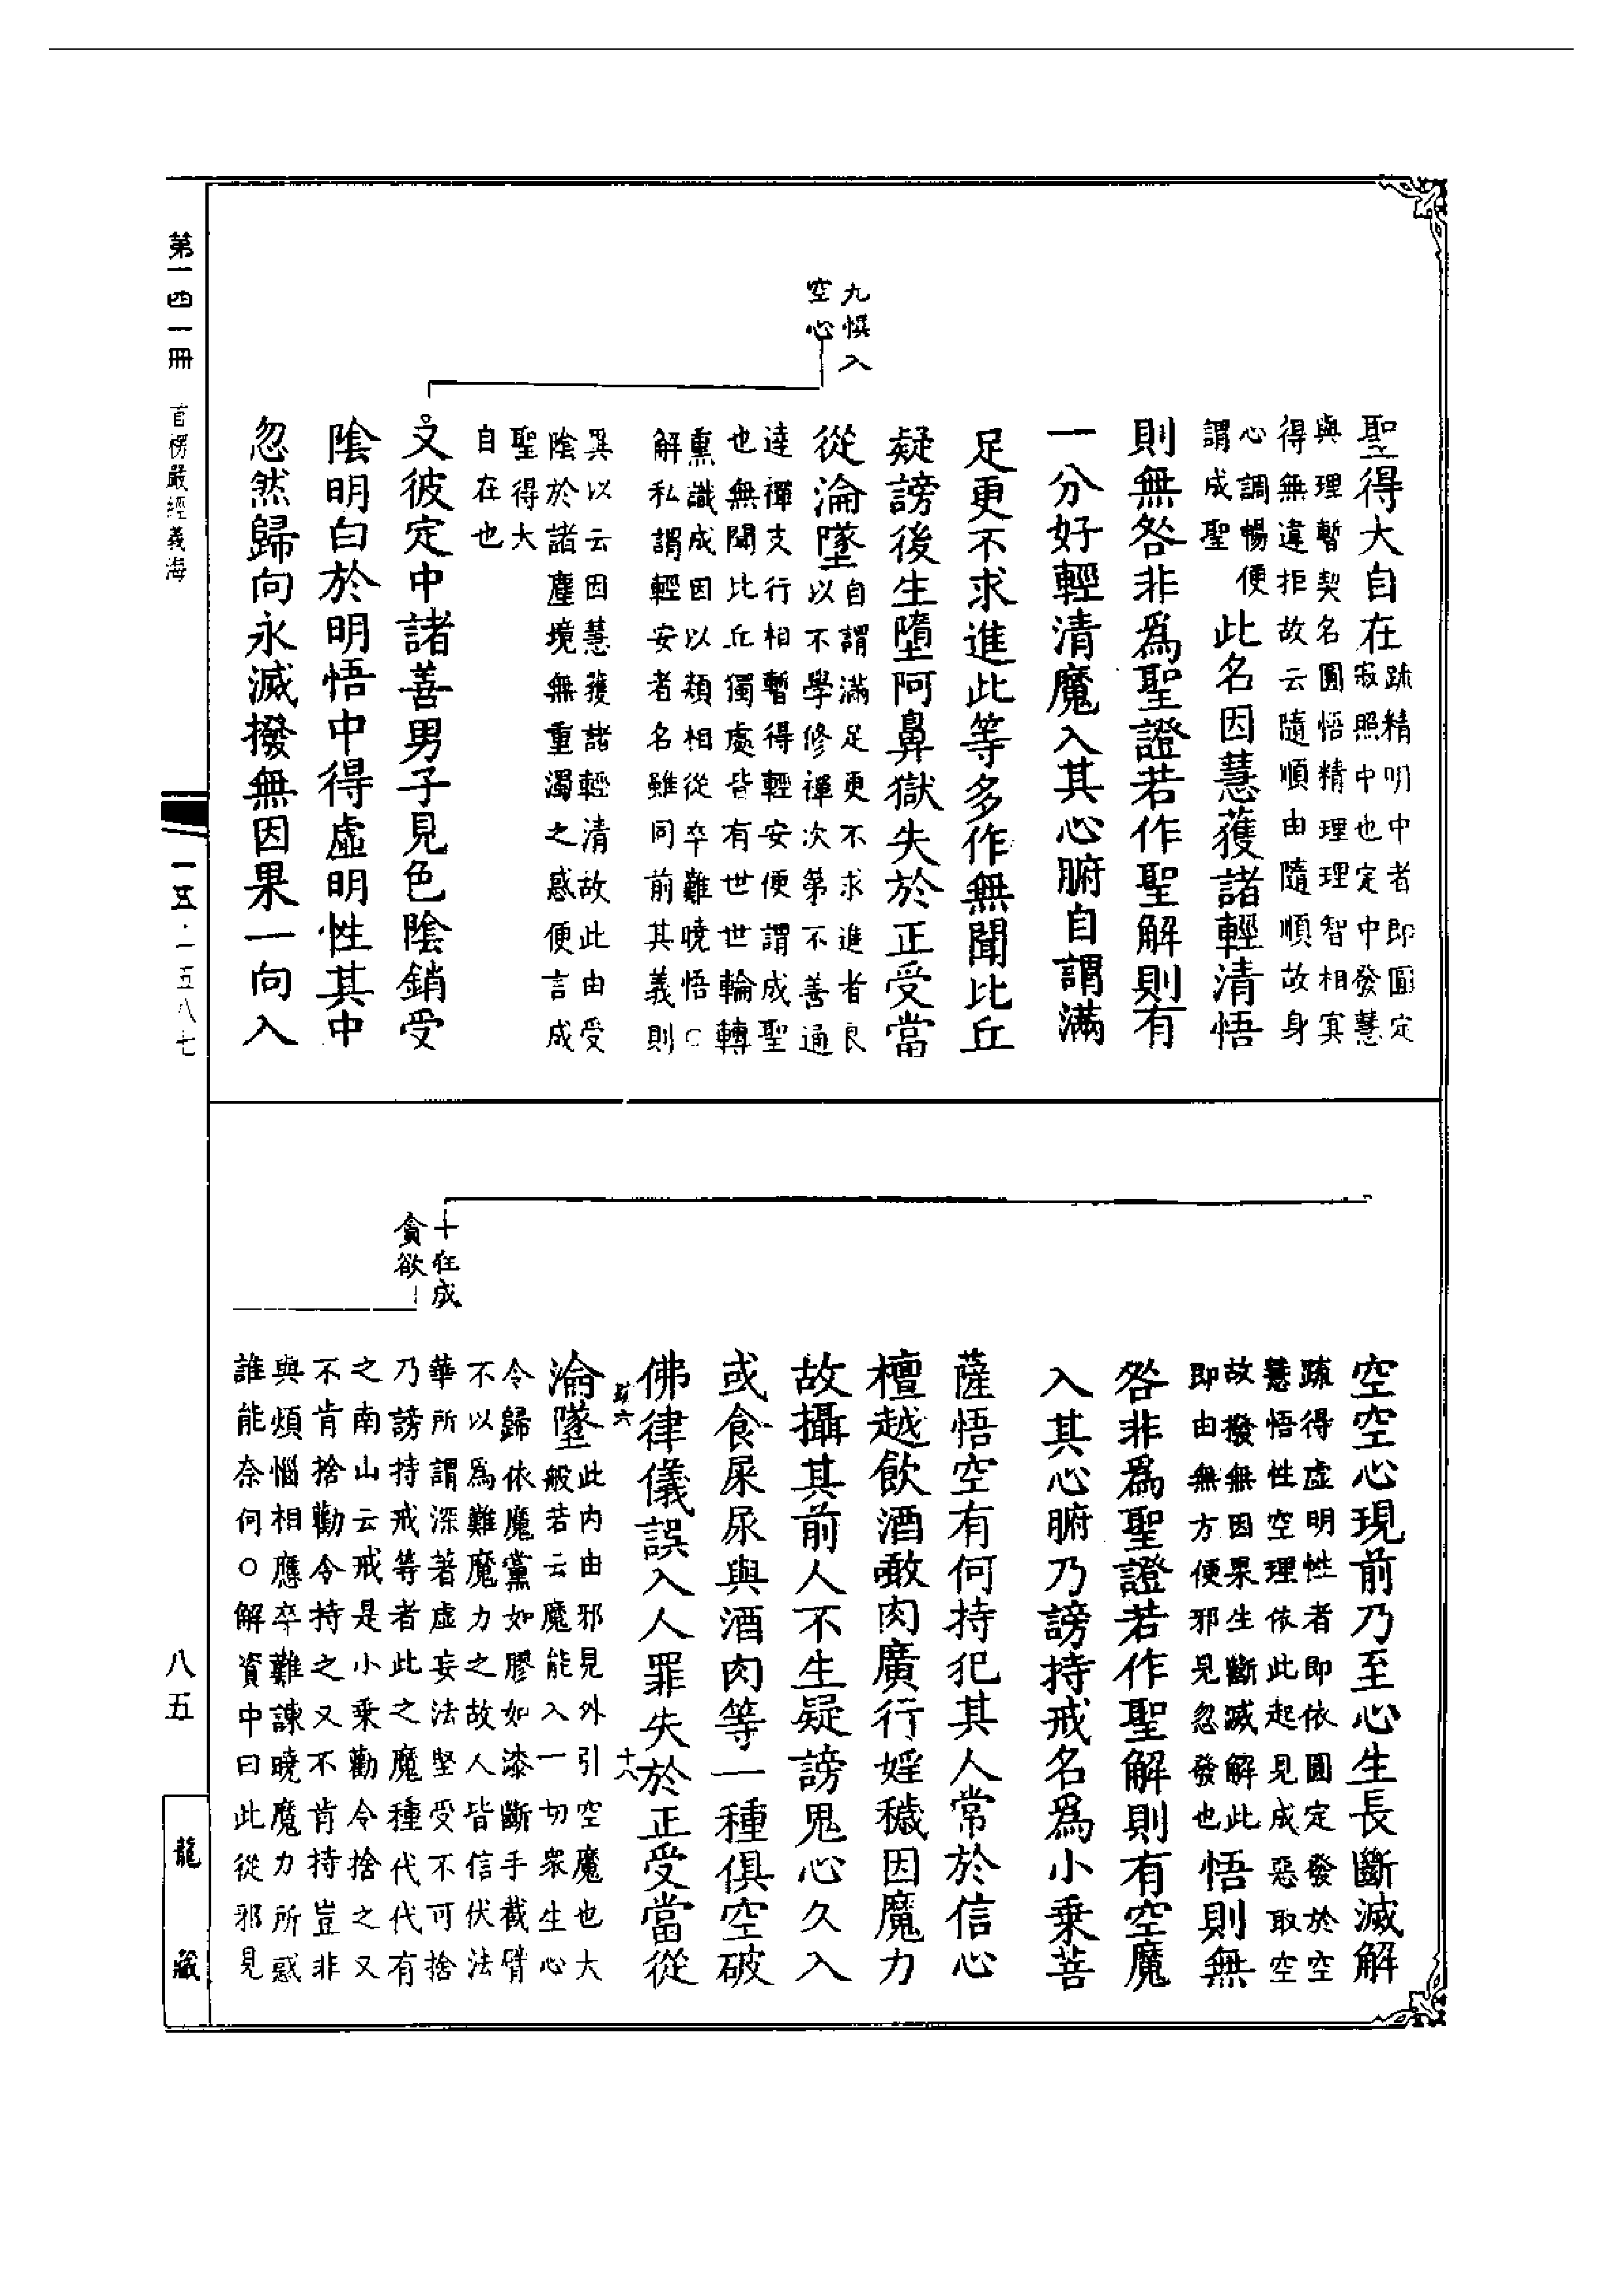 聖得大自在
疏精明中者即圓定
寂照中也定中發慧
與理暫契名圓悟精理理智相冥
得無違拒故云隨順由隨順故身
心調暢便
謂成聖
此名因慧獲諸輕清悟
則無咎非爲聖證若作聖解則有
一分好輕清魔入其心腑自謂滿
足更不求進此等多作無聞比丘
疑謗後生墮阿鼻獄失於正受當
從淪墜
自謂滿足更不求進者良
以不學修禪次第不善通
達禪支行相暫得輕安便謂成聖
也無聞比丘獨處皆有世世輪轉
熏識成因以類相從卒難曉悟○
解私謂輕安者名雖同前其義則
異以云因慧獲諸輕清故此由受
陰於諸塵境無重濁之惑便言成
聖得大
自在也
九悞入
空心
又彼定中諸善男子見色陰銷受
陰明白於明悟中得虛明性其中
忽然歸向永滅撥無因果一向入
第一四一冊
首楞嚴經義海
一五·一五八七
空空心現前乃至心生長斷滅解
疏得虛明性者即依圓定發於空
慧悟性空理依此起見成惡取空
故撥無因果生斷滅解此
即由無方便邪見忽發也
悟則無
咎非爲聖證若作聖解則有空魔
入其心腑乃謗持戒名爲小乘菩
薩悟空有何持犯其人常於信心
檀越飲酒噉肉廣行婬穢因魔力
故攝其前人不生疑謗鬼心久入
或食屎尿與酒肉等一種俱空破
佛律儀誤入人罪失於正受當從
十八
淪墜
此内由邪見外引空魔也大
般若云魔能入一切眾生心
令歸依魔黨如膠如漆斷手截臂
不以爲難魔力之故人皆信伏法
華所謂深著虛妄法堅受不可捨
乃謗持戒等者此之魔種代代有
之南山云戒是小乘勸令捨之又
不肯捨勸令持之又不肯持豈非
與煩惱相應卒難諫曉魔力所惑
誰能奈何○解資中曰此從邪見
十在成
貪欲
八五
龍藏